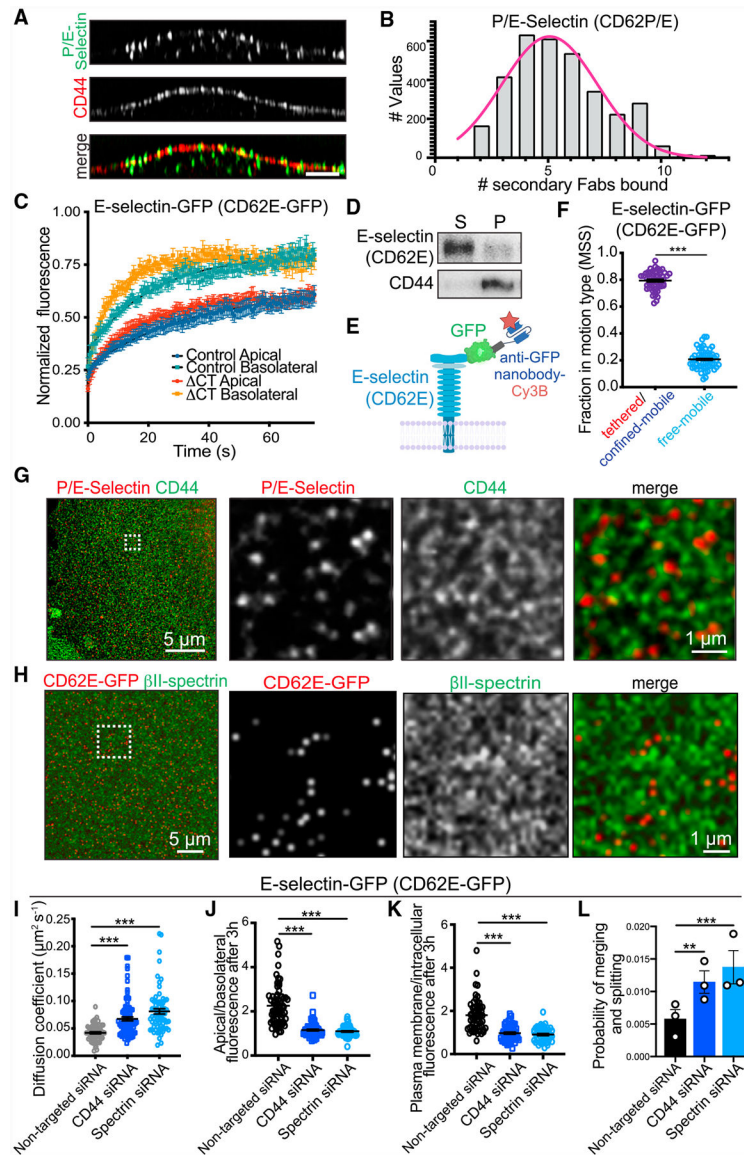 A
P/E-
Selectin
CD44
merge
B
P/E-Selectin (CD62P/E)
# Values
600
400
200
0
0
5
10
# secondary Fabs bound
C
E-selectin-GFP (CD62E-GFP)
Normalized fluorescence
1.00
0.75
0.50
0.25
0.00
0
20
40
60
Time (s)
Control Apical
Control Basolateral
ΔCT Apical
ΔCT Basolateral
D
S P
E-selectin
(CD62E)
CD44
E
GFP
E-selectin
(CD62E)
anti-GFP
nanobody-
Cy3B
F
E-selectin-GFP
(CD62E-GFP)
***
Fraction in motion type (MSS)
1.0
0.8
0.6
0.4
0.2
0.0
tethered/
confined-mobile
free-mobile
G
P/E-Selectin CD44
P/E-Selectin
CD44
merge
5 µm
1 µm
H
CD62E-GFP βII-spectrin
CD62E-GFP
βII-spectrin
merge
5 µm
1 µm
E-selectin-GFP (CD62E-GFP)
I
Diffusion coefficient (µm² s⁻¹)
0.25
0.20
0.15
0.10
0.05
0.00
***
***
Non-targeted siRNA
CD44 siRNA
Spectrin siRNA
J
Apical/basolateral
fluorescence after 3h
6
4
2
0
***
***
Non-targeted siRNA
CD44 siRNA
Spectrin siRNA
K
Plasma membrane/intracellular
fluorescence after 3h
6
4
2
0
***
***
Non-targeted siRNA
CD44 siRNA
Spectrin siRNA
L
Probability of merging
and splitting
0.020
0.015
0.010
0.005
0.000
***
**
Non-targeted siRNA
CD44 siRNA
Spectrin siRNA